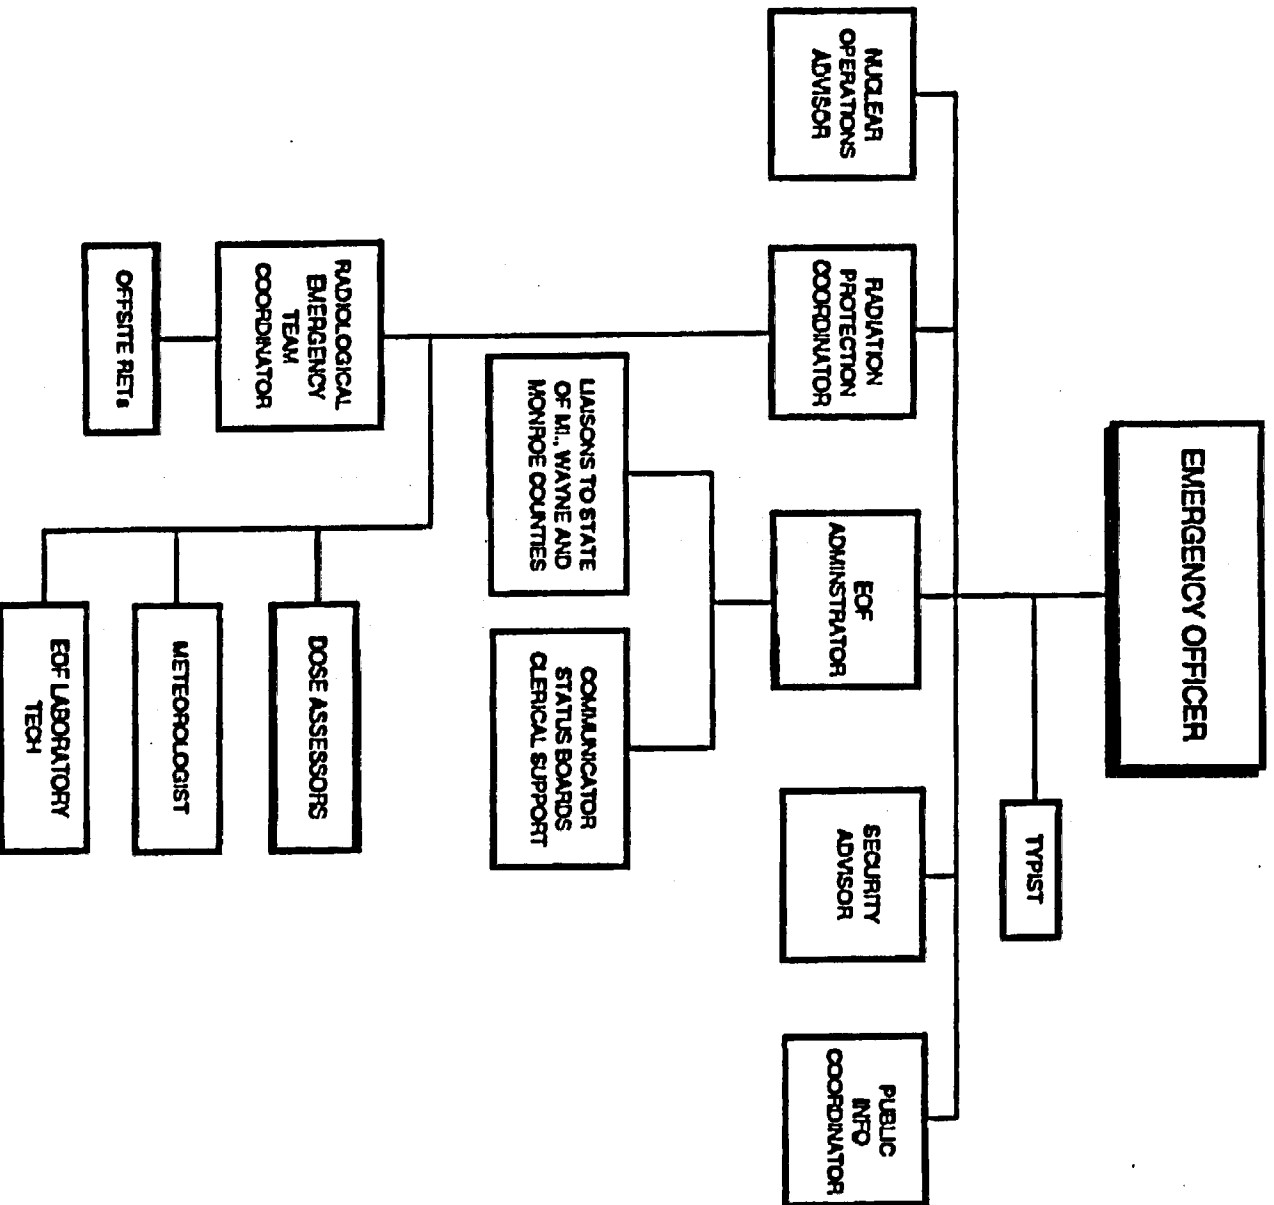 EMERGENCY OFFICER
TYPIST
NUCLEAR
OPERATIONS
ADVISOR
RADIATION
PROTECTION
COORDINATOR
EOF
ADMINSTRATOR
SECURITY
ADVISOR
PUBLIC
INFO
COORDINATOR
LIAISONS TO STATE
OF MI., WAYNE AND
MONROE COUNTIES
COMMUNICATOR
STATUS BOARDS
CLERICAL SUPPORT
RADIOLOGICAL
EMERGENCY
TEAM
COORDINATOR
DOSE ASSESSORS
OFFSITE RETs
METEOROLOGIST
EOF LABORATORY
TECH